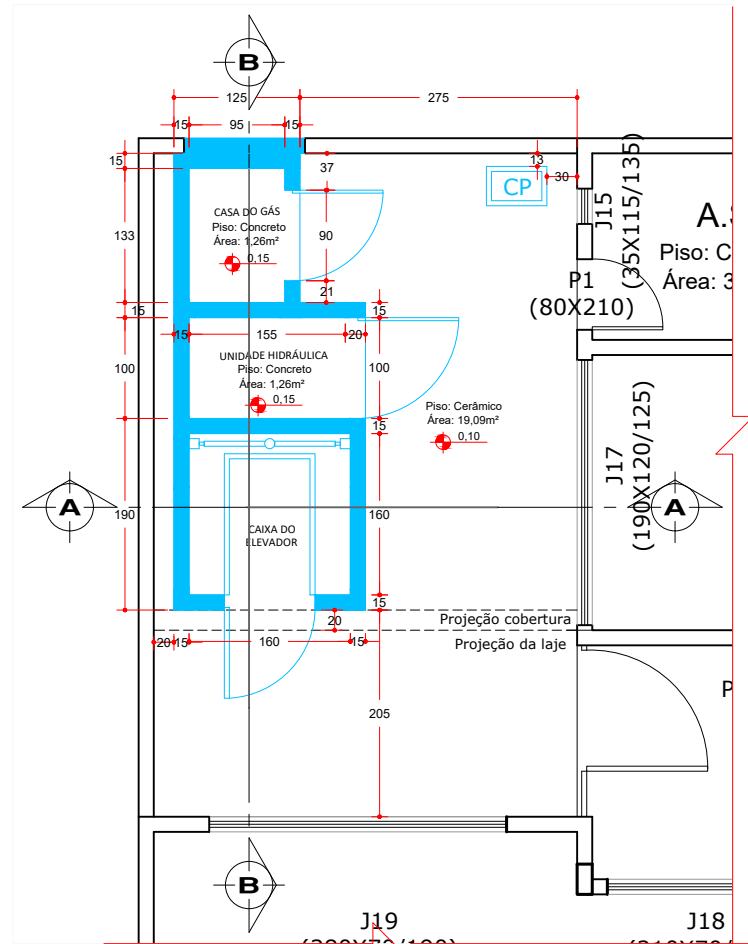 B
125
275
15
95
15
15
37
13
30
CP
J15
(35X115/135)
CASA DO GÁS
Piso: Concreto
Área: 1,26m²
0,15
133
90
21
A.S
Piso: C
Área: 3
P1
(80X210)
15
15
15
155
20
UNIDADE HIDRÁULICA
Piso: Concreto
Área: 1,26m²
0,15
100
100
Piso: Cerâmico
Área: 19,09m²
0,10
15
J17
(190X120/125)
A
A
190
160
CAIXA DO
ELEVADOR
15
20
Projeção cobertura
Projeção da laje
20
15
160
15
P
205
B
J19
J18